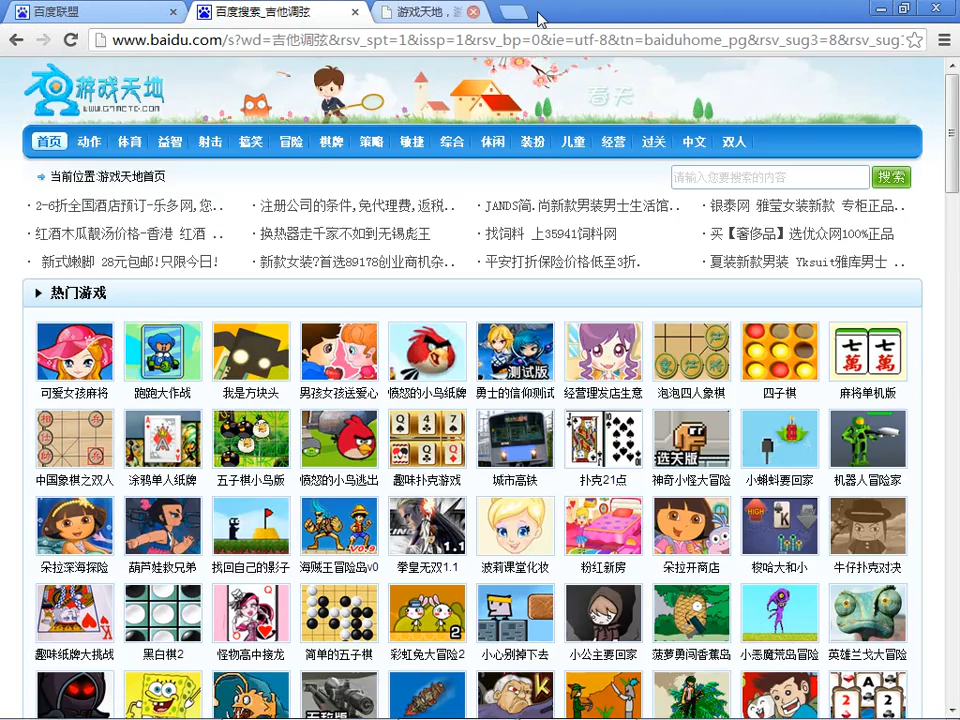 百度联盟 百度搜索_吉他调弦 游戏天地，
www.baidu.com/s?wd=吉他调弦&rsv_spt=1&issp=1&rsv_bp=0&ie=utf-8&tn=baiduhome_pg&rsv_sug3=8&rsv_sug
游戏天地
春天
首页 动作 体育 益智 射击 搞笑 冒险 棋牌 策略 敏捷 综合 休闲 装扮 儿童 经营 过关 中文 双人
当前位置:游戏天地首页 请输入您要搜索的内容 搜索
·2-6折全国酒店预订-乐多网,您.. ·注册公司的条件,免代理费,返税.. ·JANDS简.尚新款男装男士生活馆.. ·银泰网 雅莹女装新款 专柜正品..
·红酒木瓜靓汤价格-香港 红酒 .. ·换热器走千家不如到无锡彪王 ·找饲料 上35941饲料网 ·买【奢侈品】选优众网100%正品
· 新式嫩脚 28元包邮!只限今日! ·新款女装?首选89178创业商机杂.. ·平安打折保险价格低至3折. ·夏装新款男装 Yksuit雅库男士 ..
热门游戏
测试版 七萬 七萬
可爱女孩麻将 跑跑大作战 我是方块头 男孩女孩送爱心 愤怒的小鸟纸牌 勇士的信仰测试 经营理发店生意 泡泡四人象棋 四子棋 麻将单机版
选关版
中国象棋之双人 涂鸦单人纸牌 五子棋小鸟版 愤怒的小鸟逃出 趣味扑克游戏 城市高铁 扑克21点 神奇小怪大冒险 小蝌蚪要回家 机器人冒险家
V0.9 1.1 HIGH
朵拉深海探险 葫芦娃救兄弟 找回自己的影子 海贼王冒险岛v0 拳皇无双1.1 波莉课堂化妆 粉红新房 朵拉开商店 梭哈大和小 牛仔扑克对决
2
趣味纸牌大挑战 黑白棋2 怪物高中接龙 简单的五子棋 彩虹兔大冒险2 小心别掉下去 小公主要回家 菠萝勇闯香蕉岛 小恶魔荒岛冒险 英雄兰戈大冒险
无敌版 K 2 A 2